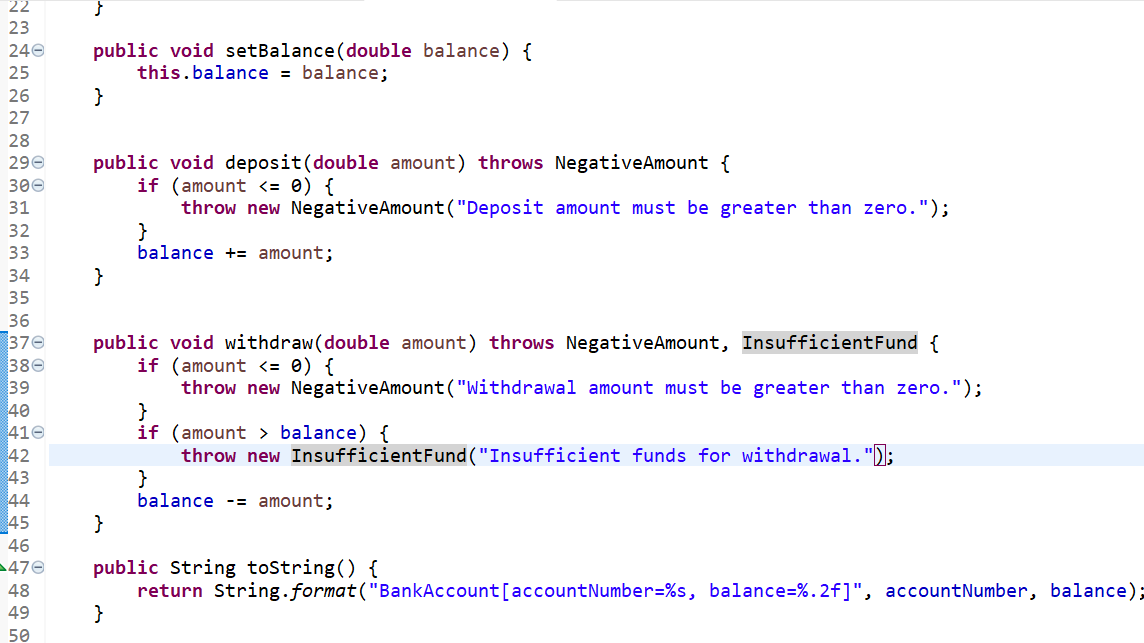 22    }
23
24    public void setBalance(double balance) {
25        this.balance = balance;
26    }
27
28
29    public void deposit(double amount) throws NegativeAmount {
30        if (amount <= 0) {
31            throw new NegativeAmount("Deposit amount must be greater than zero.");
32        }
33        balance += amount;
34    }
35
36
37    public void withdraw(double amount) throws NegativeAmount, InsufficientFund {
38        if (amount <= 0) {
39            throw new NegativeAmount("Withdrawal amount must be greater than zero.");
40        }
41        if (amount > balance) {
42            throw new InsufficientFund("Insufficient funds for withdrawal.");
43        }
44        balance -= amount;
45    }
46
47    public String toString() {
48        return String.format("BankAccount[accountNumber=%s, balance=%.2f]", accountNumber, balance);
49    }
50